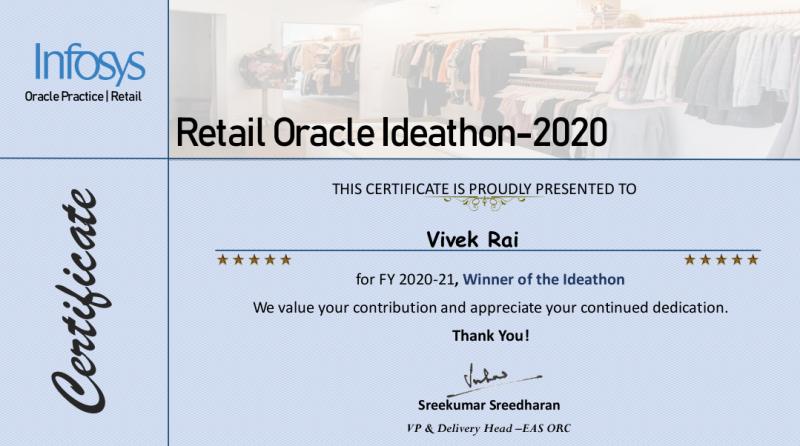 Infosys
Oracle Practice | Retail
Retail Oracle Ideathon-2020
Certificate
THIS CERTIFICATE IS PROUDLY PRESENTED TO
Vivek Rai
for FY 2020-21, Winner of the Ideathon
We value your contribution and appreciate your continued dedication.
Thank You!
Sreekumar Sreedharan
VP & Delivery Head –EAS ORC